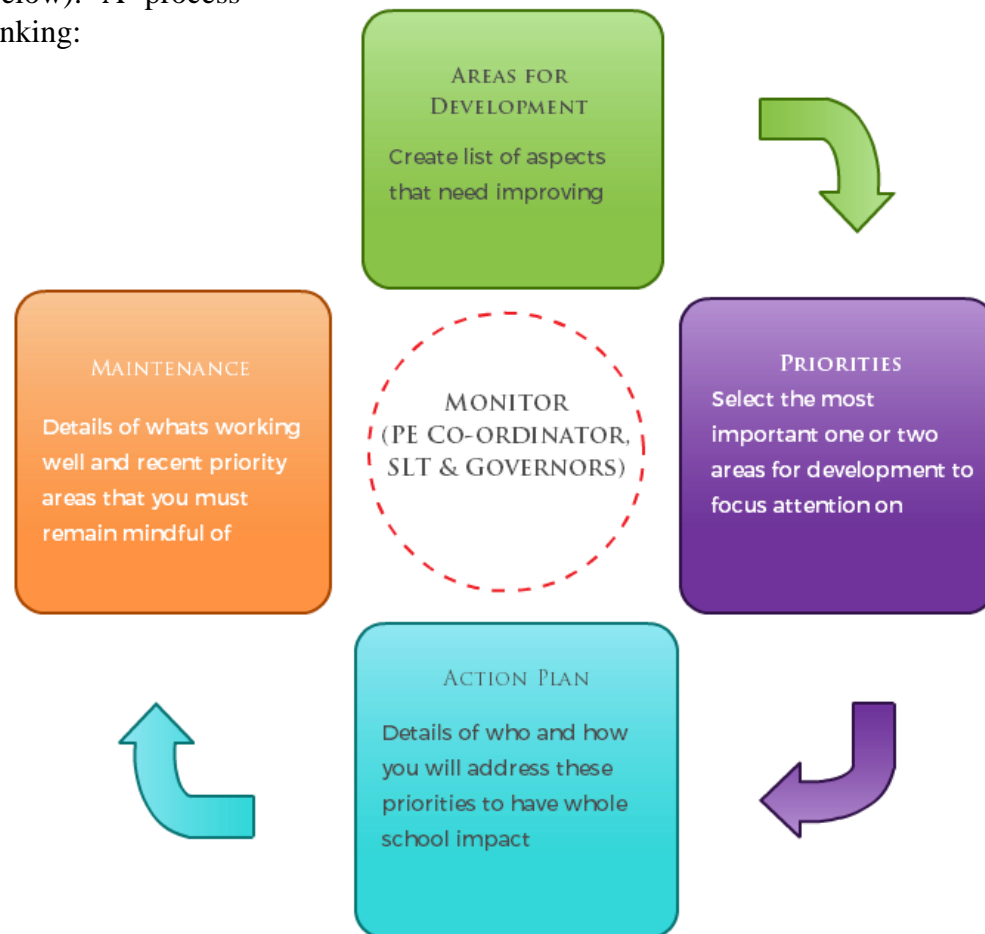 elow). A process
nking:
AREAS FOR
DEVELOPMENT
Create list of aspects
that need improving
PRIORITIES
Select the most
important one or two
areas for development to
focus attention on
MAINTENANCE
Details of whats working
well and recent priority
areas that you must
remain mindful of
MONITOR
(PE CO-ORDINATOR,
SLT & GOVERNORS)
ACTION PLAN
Details of who and how
you will address these
priorities to have whole
school impact